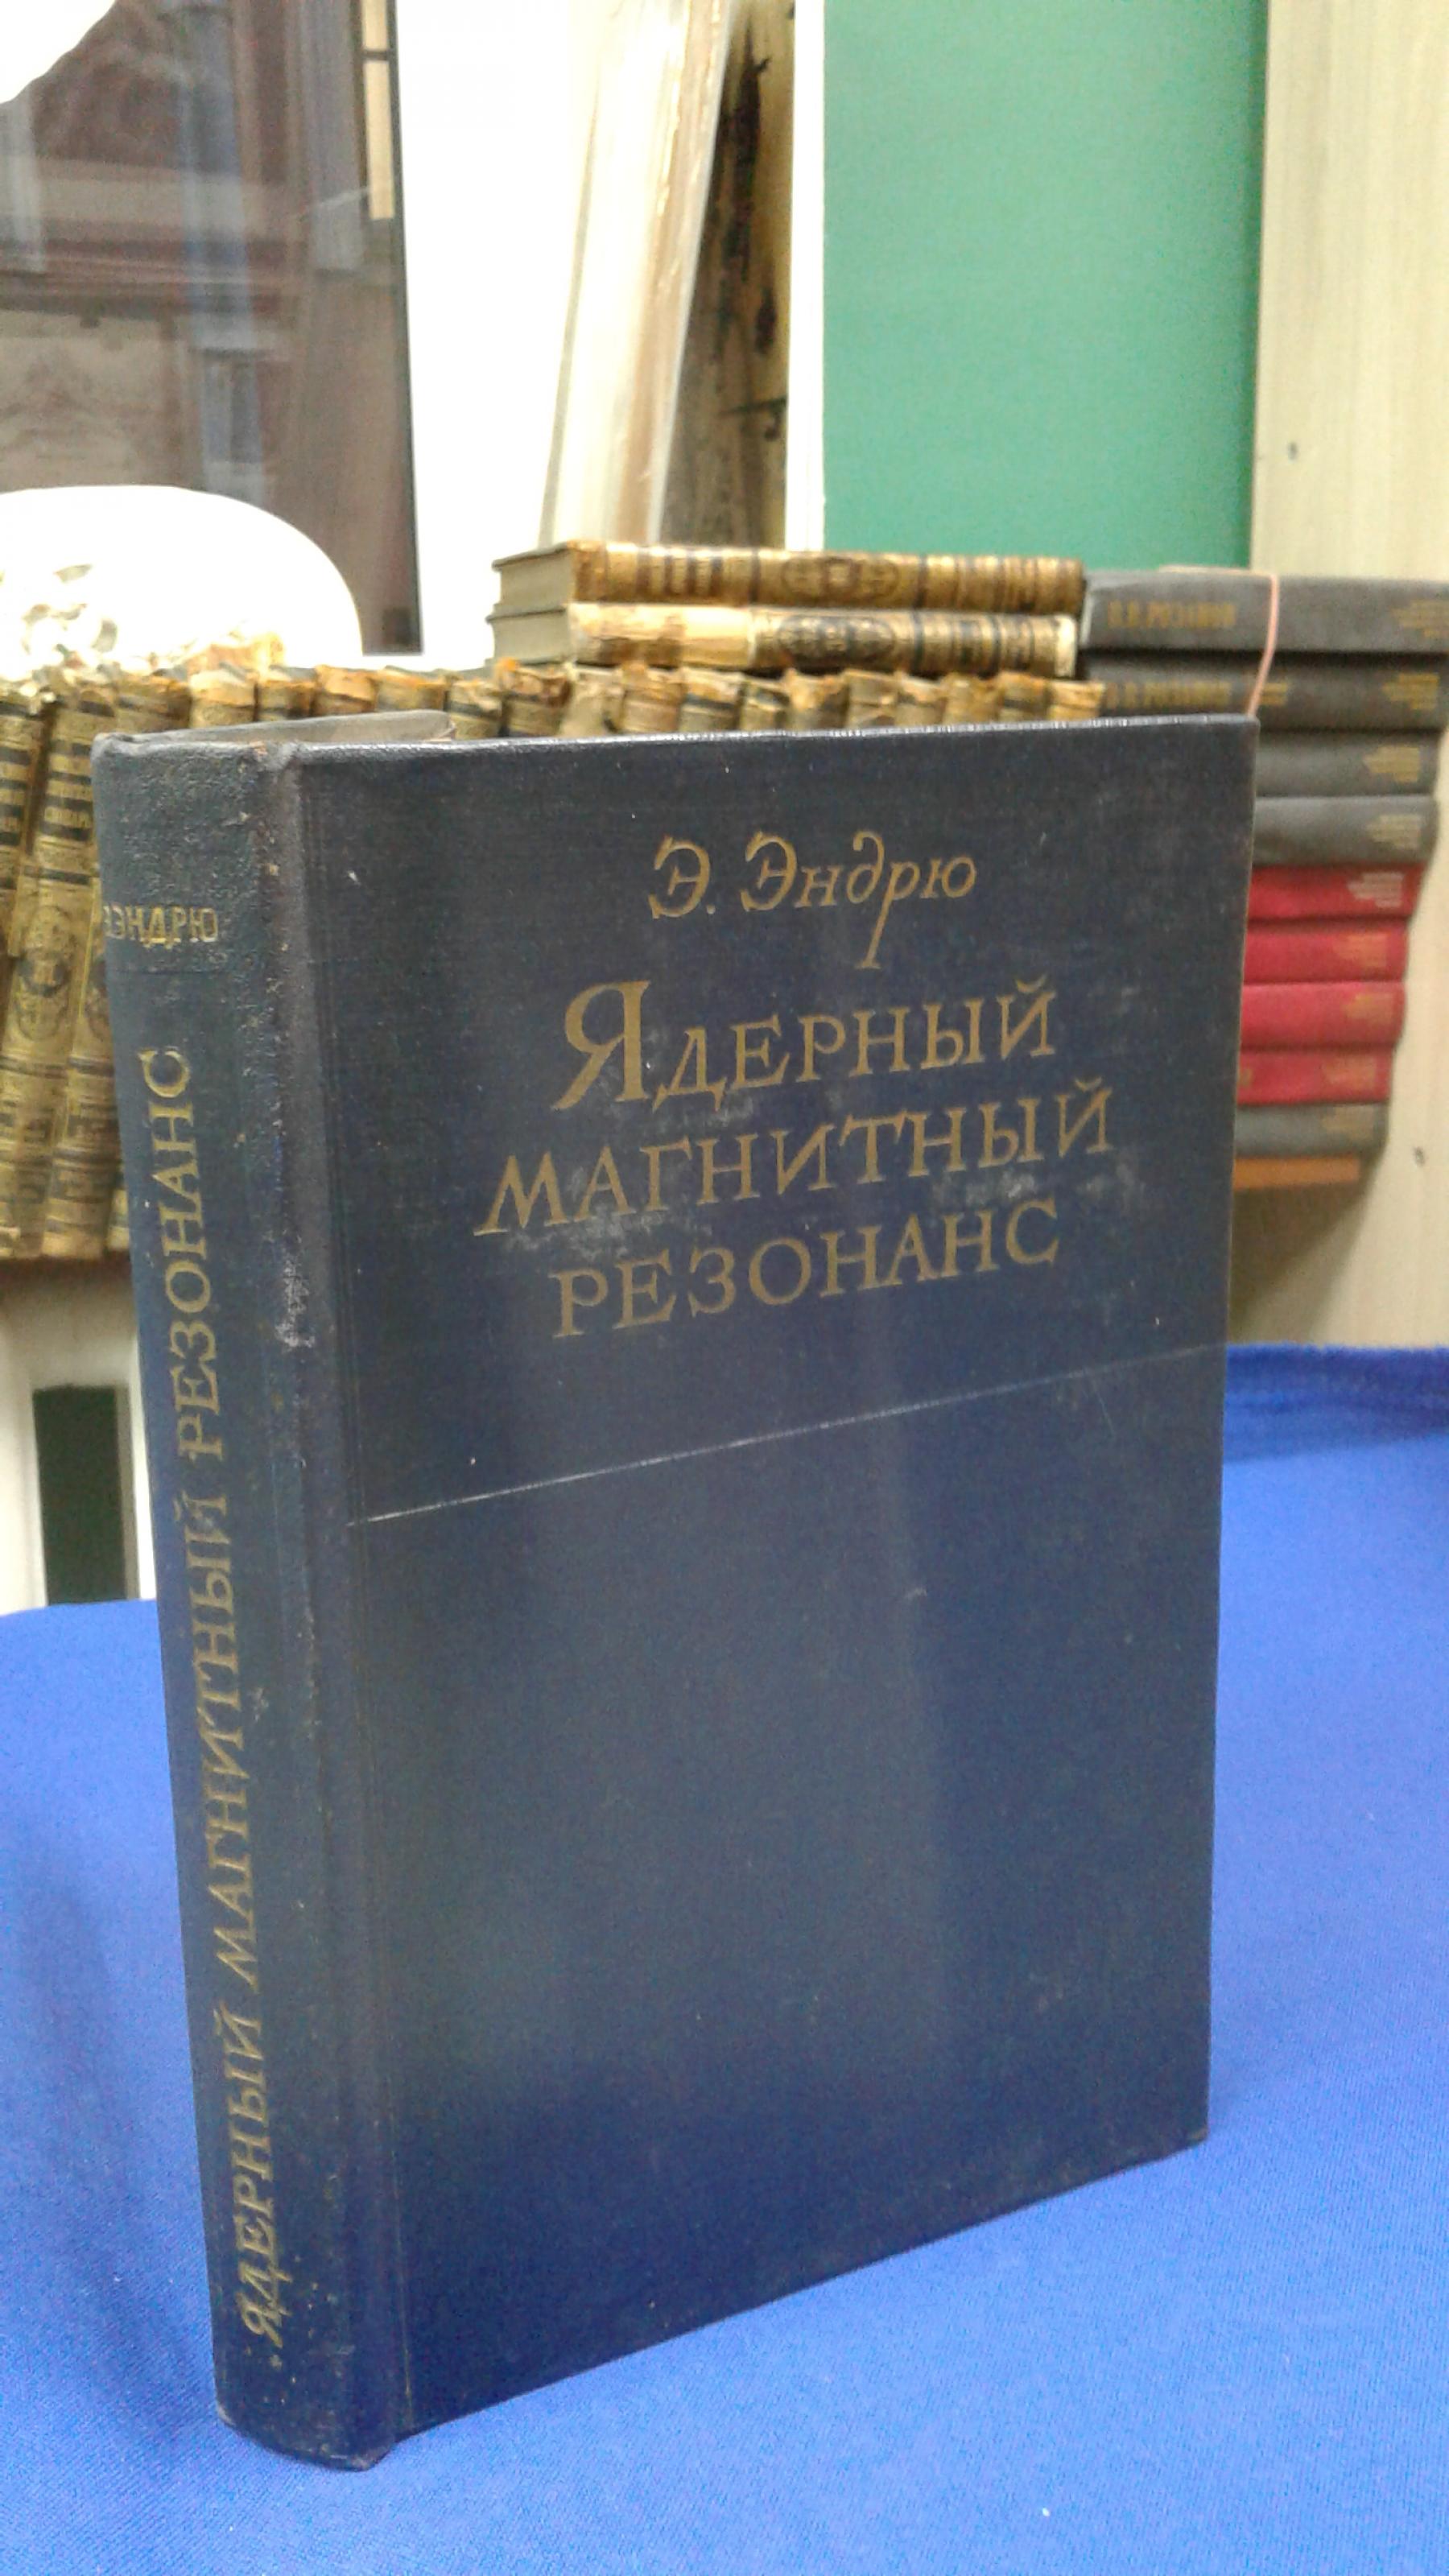 Э. Эндрю
Ядерный
магнитный
резонанс
ЭНДРЮ
ЯДЕРНЫЙ МАГНИТНЫЙ РЕЗОНАНС